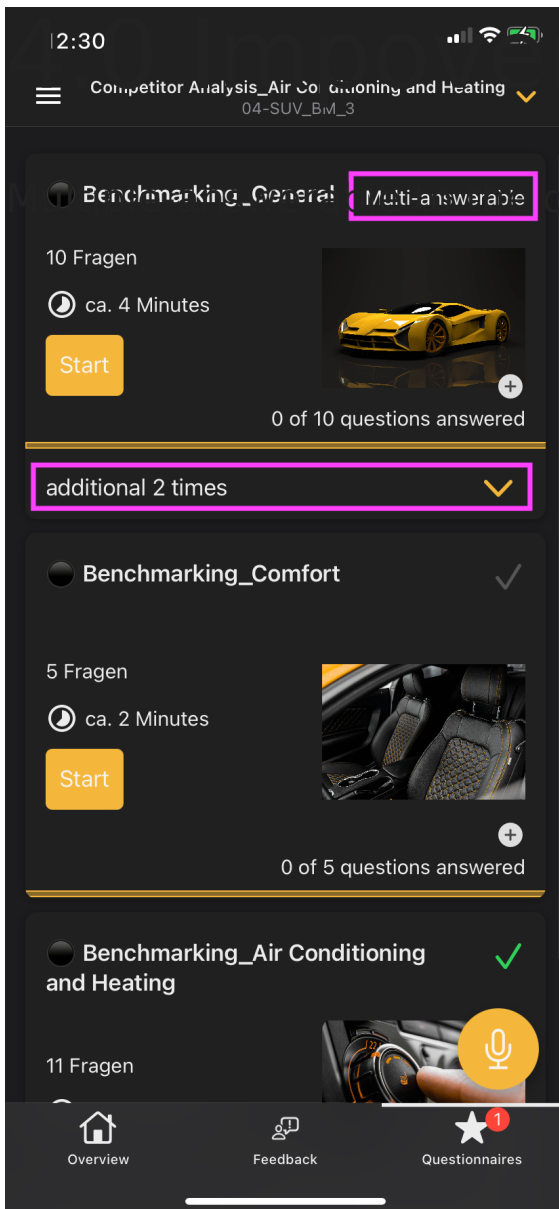 12:30
Competitor Analysis_Air Conditioning and Heating
04-SUV_BM_3
Benchmarking_General
Multi-answerable
10 Fragen
ca. 4 Minutes
Start
0 of 10 questions answered
additional 2 times
Benchmarking_Comfort
5 Fragen
ca. 2 Minutes
Start
0 of 5 questions answered
Benchmarking_Air Conditioning
and Heating
11 Fragen
1
Overview
Feedback
Questionnaires